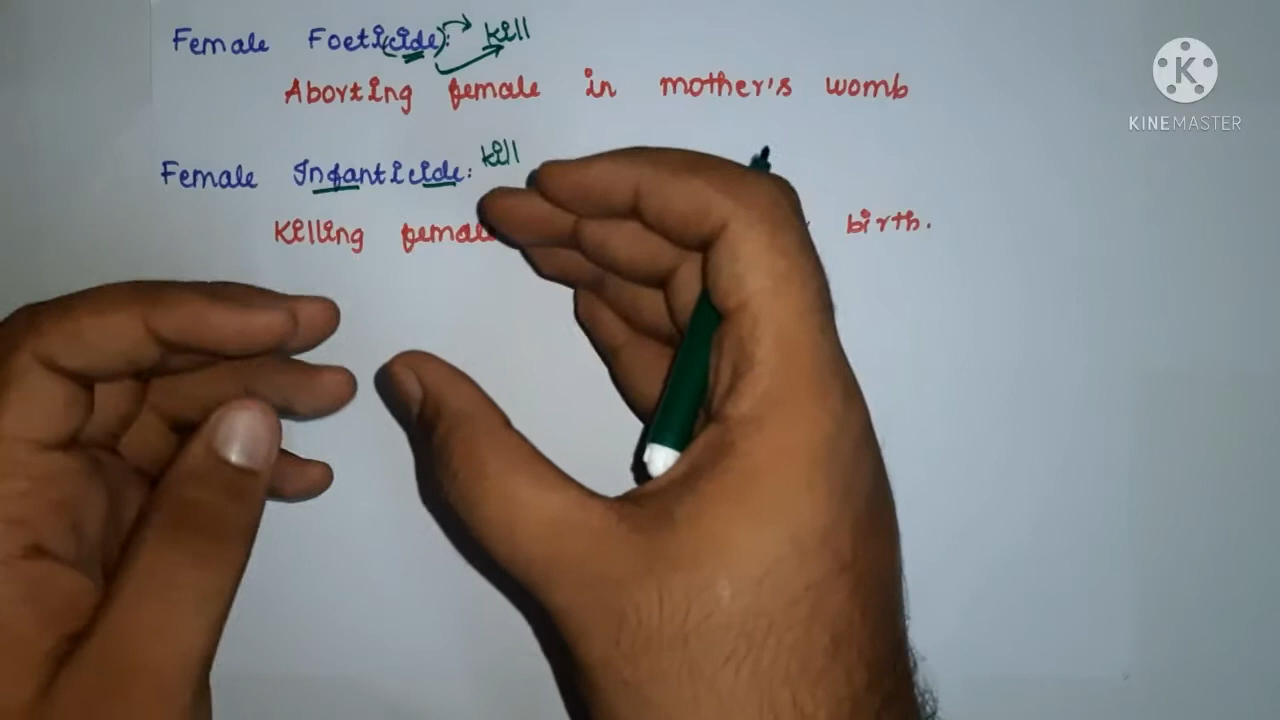 Female Foeticide): kill
Aborting female in mother's womb
Female Infanticide: kill
Killing female birth.
K
KINEMASTER